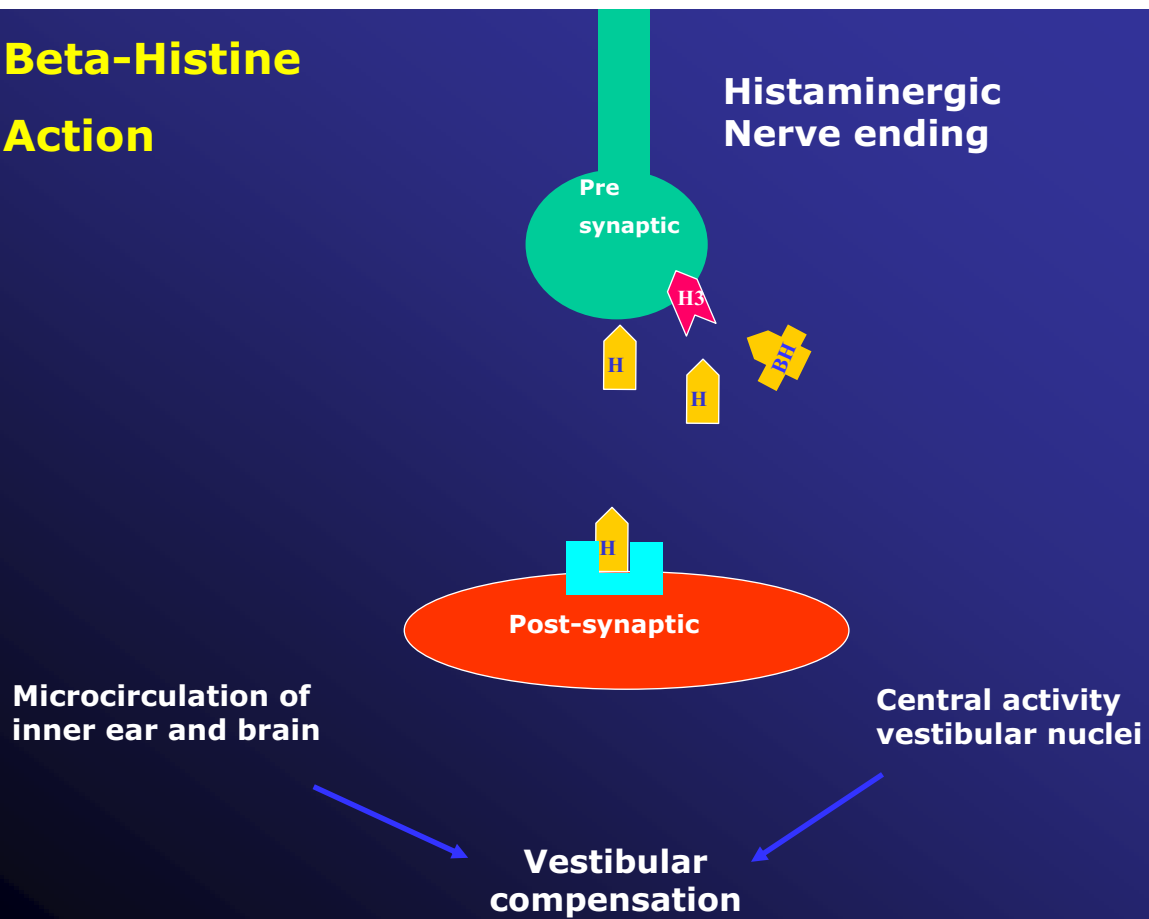 Beta-Histine
Action
Histaminergic
Nerve ending
Pre
synaptic
H3
H
BH
H
H
Post-synaptic
Microcirculation of
inner ear and brain
Central activity
vestibular nuclei
Vestibular
compensation